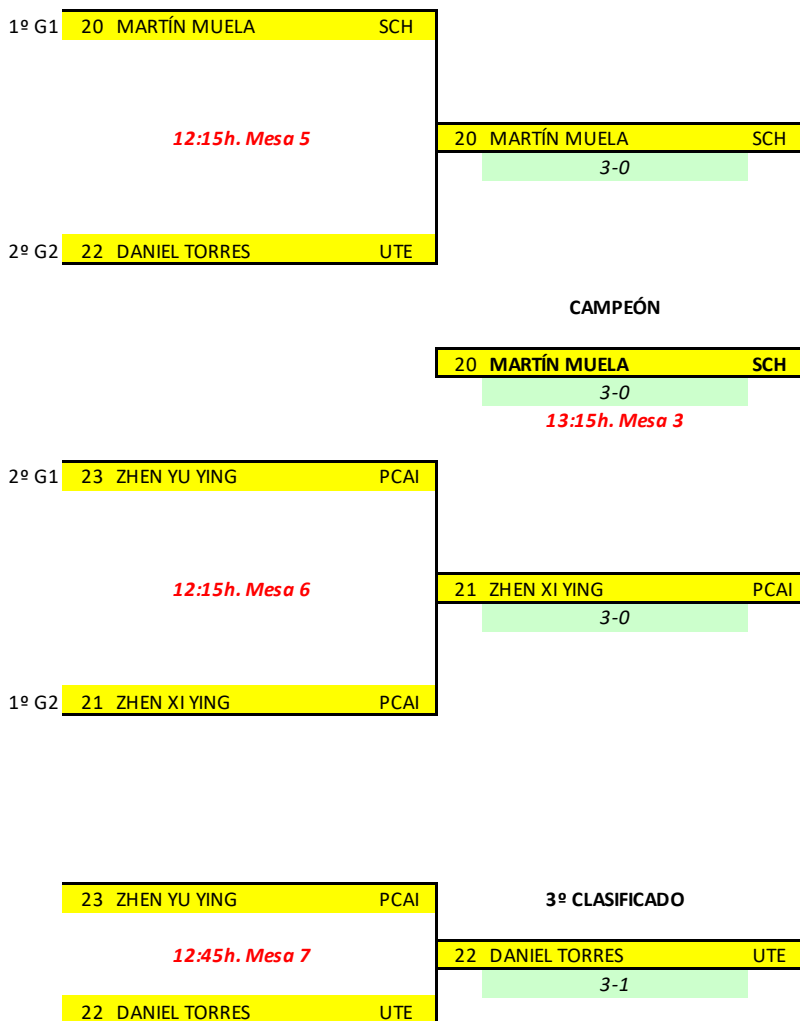 1º G1 20 MARTÍN MUELA SCH
12:15h. Mesa 5
20 MARTÍN MUELA SCH
3-0
2º G2 22 DANIEL TORRES UTE
CAMPEÓN
20 MARTÍN MUELA SCH
3-0
13:15h. Mesa 3
2º G1 23 ZHEN YU YING PCAI
12:15h. Mesa 6
21 ZHEN XI YING PCAI
3-0
1º G2 21 ZHEN XI YING PCAI
23 ZHEN YU YING PCAI
3º CLASIFICADO
12:45h. Mesa 7
22 DANIEL TORRES UTE
3-1
22 DANIEL TORRES UTE